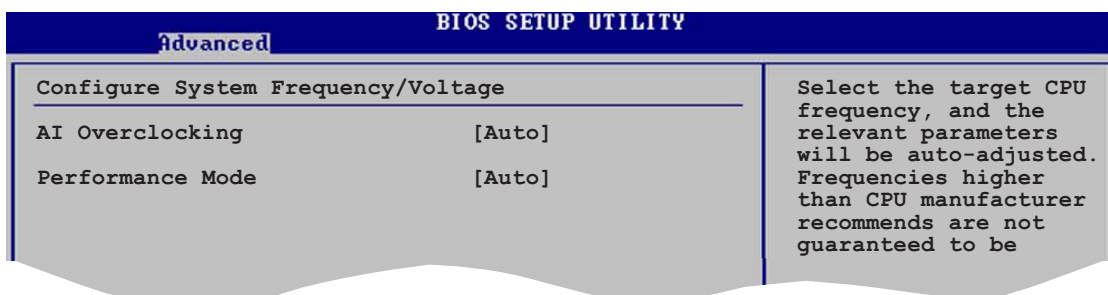 BIOS SETUP UTILITY
Advanced
Configure System Frequency/Voltage
AI Overclocking [Auto]
Performance Mode [Auto]
Select the target CPU
frequency, and the
relevant parameters
will be auto-adjusted.
Frequencies higher
than CPU manufacturer
recommends are not
guaranteed to be